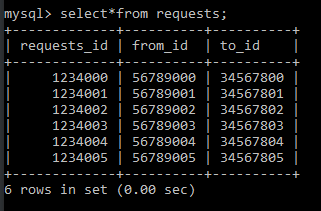 mysql> select*from requests;
+-------------+----------+----------+
| requests_id | from_id | to_id |
+-------------+----------+----------+
| 1234000 | 56789000 | 34567800 |
| 1234001 | 56789001 | 34567801 |
| 1234002 | 56789002 | 34567802 |
| 1234003 | 56789003 | 34567803 |
| 1234004 | 56789004 | 34567804 |
| 1234005 | 56789005 | 34567805 |
+-------------+----------+----------+
6 rows in set (0.00 sec)